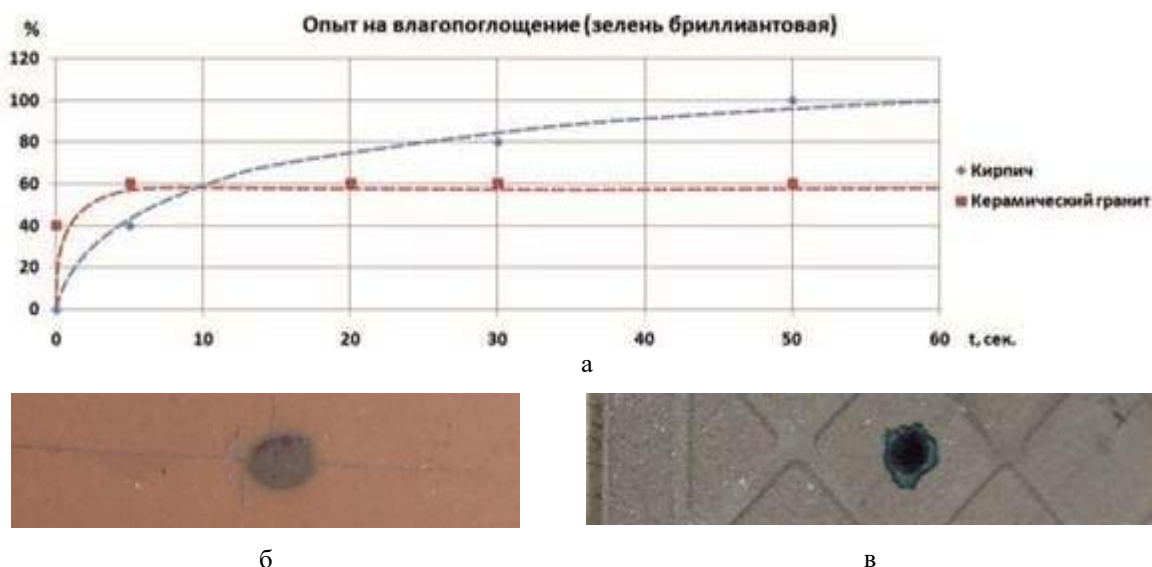 Опыт на влагопоглощение (зелень бриллиантовая)
%
120
100
80
60
40
20
0
0 10 20 30 40 50 60 t, сек.
Кирпич
Керамический гранит
а
б
в